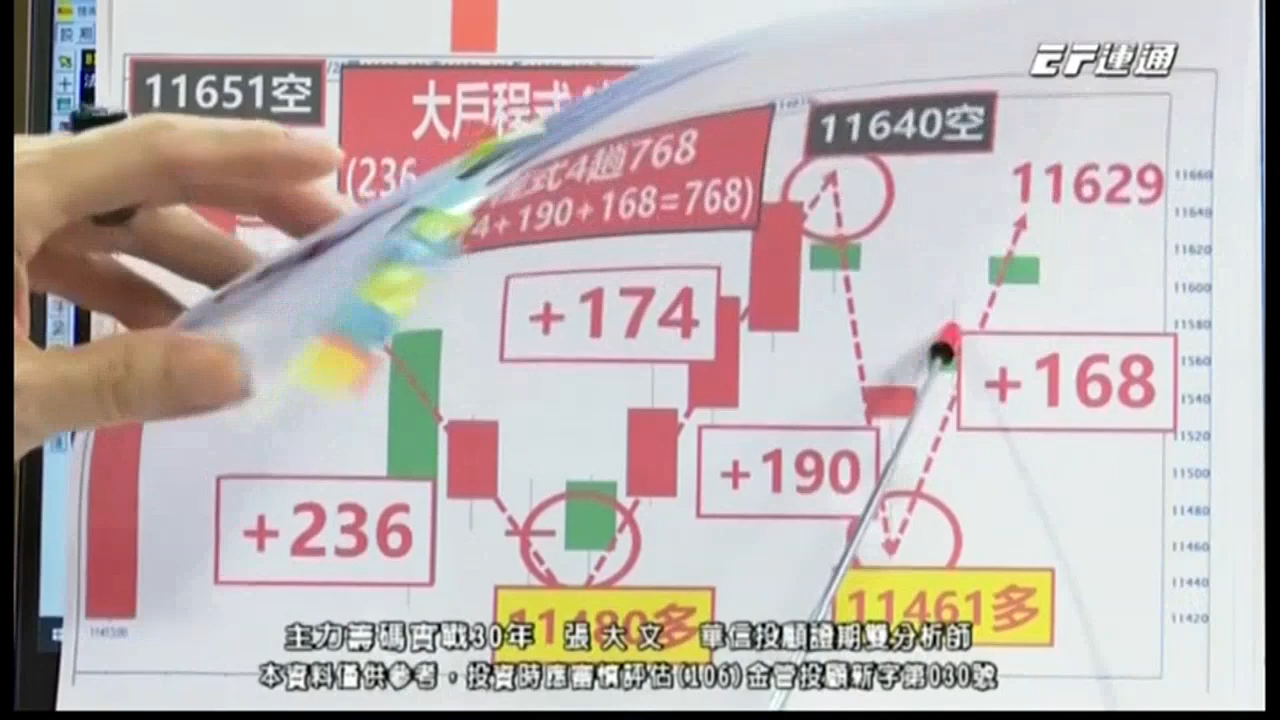 EF連通
11651空
大戶程式
(236
程式4趟768
4+190+168=768)
11640空
11629
+174
+168
+190
+236
11480多
11461多
11660
11640
11620
11600
11580
11560
11540
11520
11500
11480
11460
11440
11420
主力籌碼實戰30年 張大文 華信投顧證期雙分析師
本資料僅供參考,投資時應審慎評估(106)金管投顧新字第030號